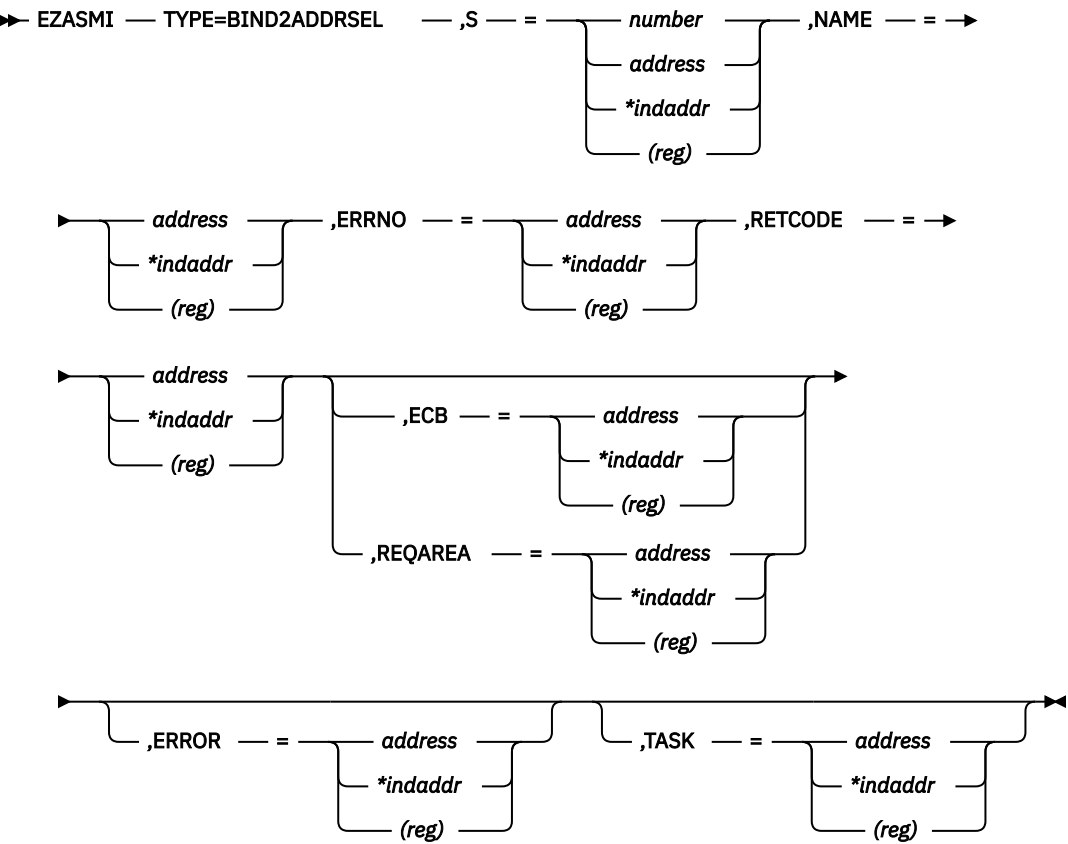 EZASMI TYPE=BIND2ADDRSEL ,S = number ,NAME =
address
*indaddr
(reg)
address ,ERRNO = address ,RETCODE =
*indaddr *indaddr
(reg) (reg)
address
*indaddr
(reg)
,ECB = address
*indaddr
(reg)
,REQAREA = address
*indaddr
(reg)
,ERROR = address ,TASK = address
*indaddr *indaddr
(reg) (reg)